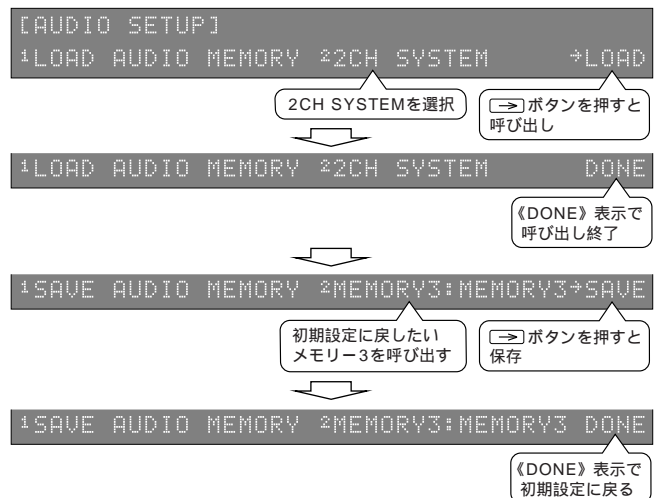 [AUDIO SETUP]
¹LOAD AUDIO MEMORY ²2CH SYSTEM →LOAD
2CH SYSTEMを選択
→ ボタンを押すと
呼び出し
¹LOAD AUDIO MEMORY ²2CH SYSTEM DONE
《DONE》表示で
呼び出し終了
¹SAVE AUDIO MEMORY ²MEMORY3:MEMORY3→SAVE
初期設定に戻したい
メモリー3を呼び出す
→ ボタンを押すと
保存
¹SAVE AUDIO MEMORY ²MEMORY3:MEMORY3 DONE
《DONE》表示で
初期設定に戻る